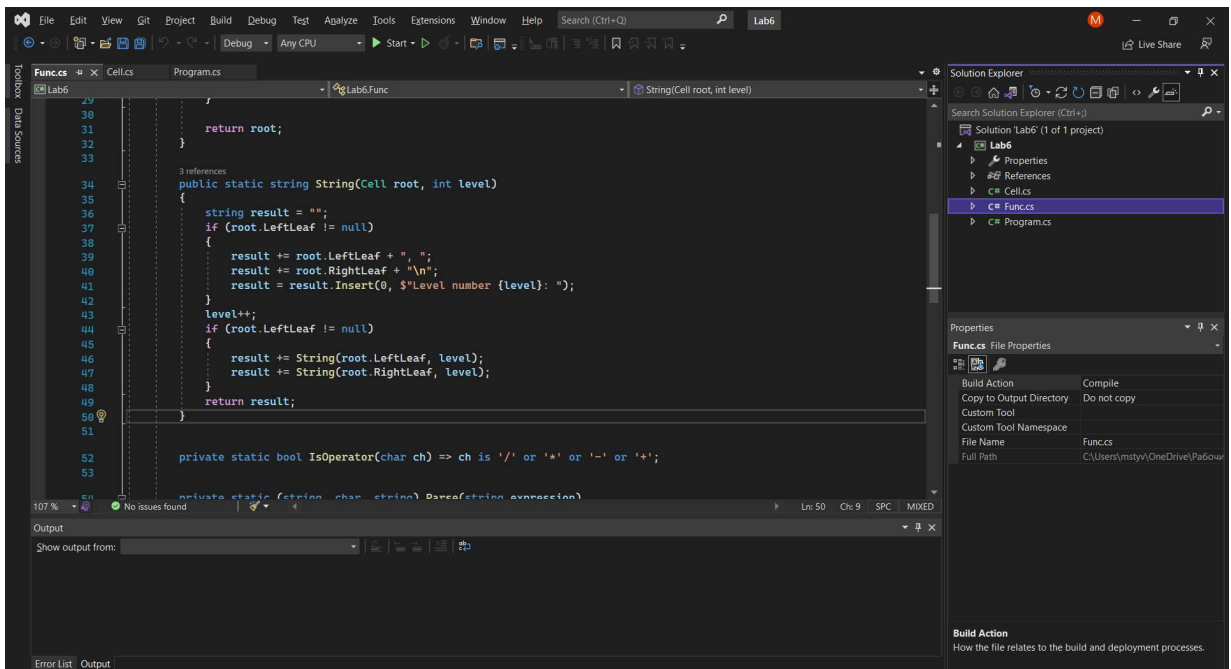 File Edit View Git Project Build Debug Test Analyze Tools Extensions Window Help Search (Ctrl+Q) Lab6 M
Debug Any CPU Start Live Share
Toolbox
Data Sources
Func.cs Cell.cs Program.cs
Lab6 Lab6.Func String(Cell root, int level)
29 }
30
31 return root;
32 }
33
3 references
34 public static string String(Cell root, int level)
35 {
36 string result = "";
37 if (root.LeftLeaf != null)
38 {
39 result += root.LeftLeaf + ", ";
40 result += root.RightLeaf + "\n";
41 result = result.Insert(0, $"Level number {level}: ");
42 }
43 level++;
44 if (root.LeftLeaf != null)
45 {
46 result += String(root.LeftLeaf, level);
47 result += String(root.RightLeaf, level);
48 }
49 return result;
50 }
51
52 private static bool IsOperator(char ch) => ch is '/' or '*' or '-' or '+';
53
54 private static (string, char, string) Parse(string expression)
107 % No issues found Ln: 50 Ch: 9 SPC MIXED
Output
Show output from:
Error List Output
Solution Explorer
Search Solution Explorer (Ctrl+;)
Solution 'Lab6' (1 of 1 project)
C# Lab6
Properties
References
C# Cell.cs
C# Func.cs
C# Program.cs
Properties
Func.cs File Properties
Build Action Compile
Copy to Output Directory Do not copy
Custom Tool
Custom Tool Namespace
File Name Func.cs
Full Path C:\Users\mstyv\OneDrive\Рабочи
Build Action
How the file relates to the build and deployment processes.